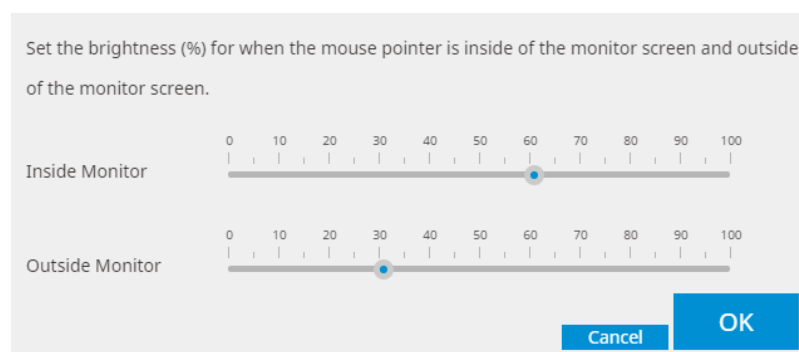 Set the brightness (%) for when the mouse pointer is inside of the monitor screen and outside
of the monitor screen.
0 10 20 30 40 50 60 70 80 90 100
Inside Monitor
0 10 20 30 40 50 60 70 80 90 100
Outside Monitor
Cancel OK